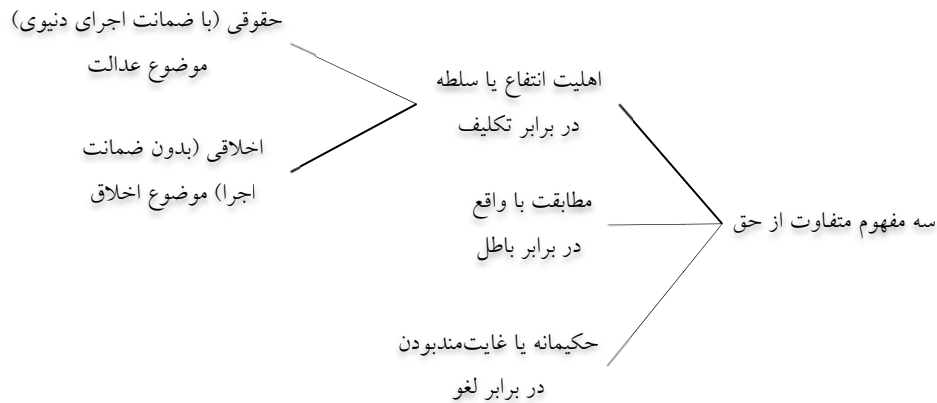 سه مفهوم متفاوت از حق
اهلیت انتفاع یا سلطه
در برابر تکلیف
حقوقی (با ضمانت اجرای دنیوی)
موضوع عدالت
اخلاقی (بدون ضمانت
اجرا) موضوع اخلاق
مطابقت با واقع
در برابر باطل
حکیمانه یا غایت‌مندبودن
در برابر لغو